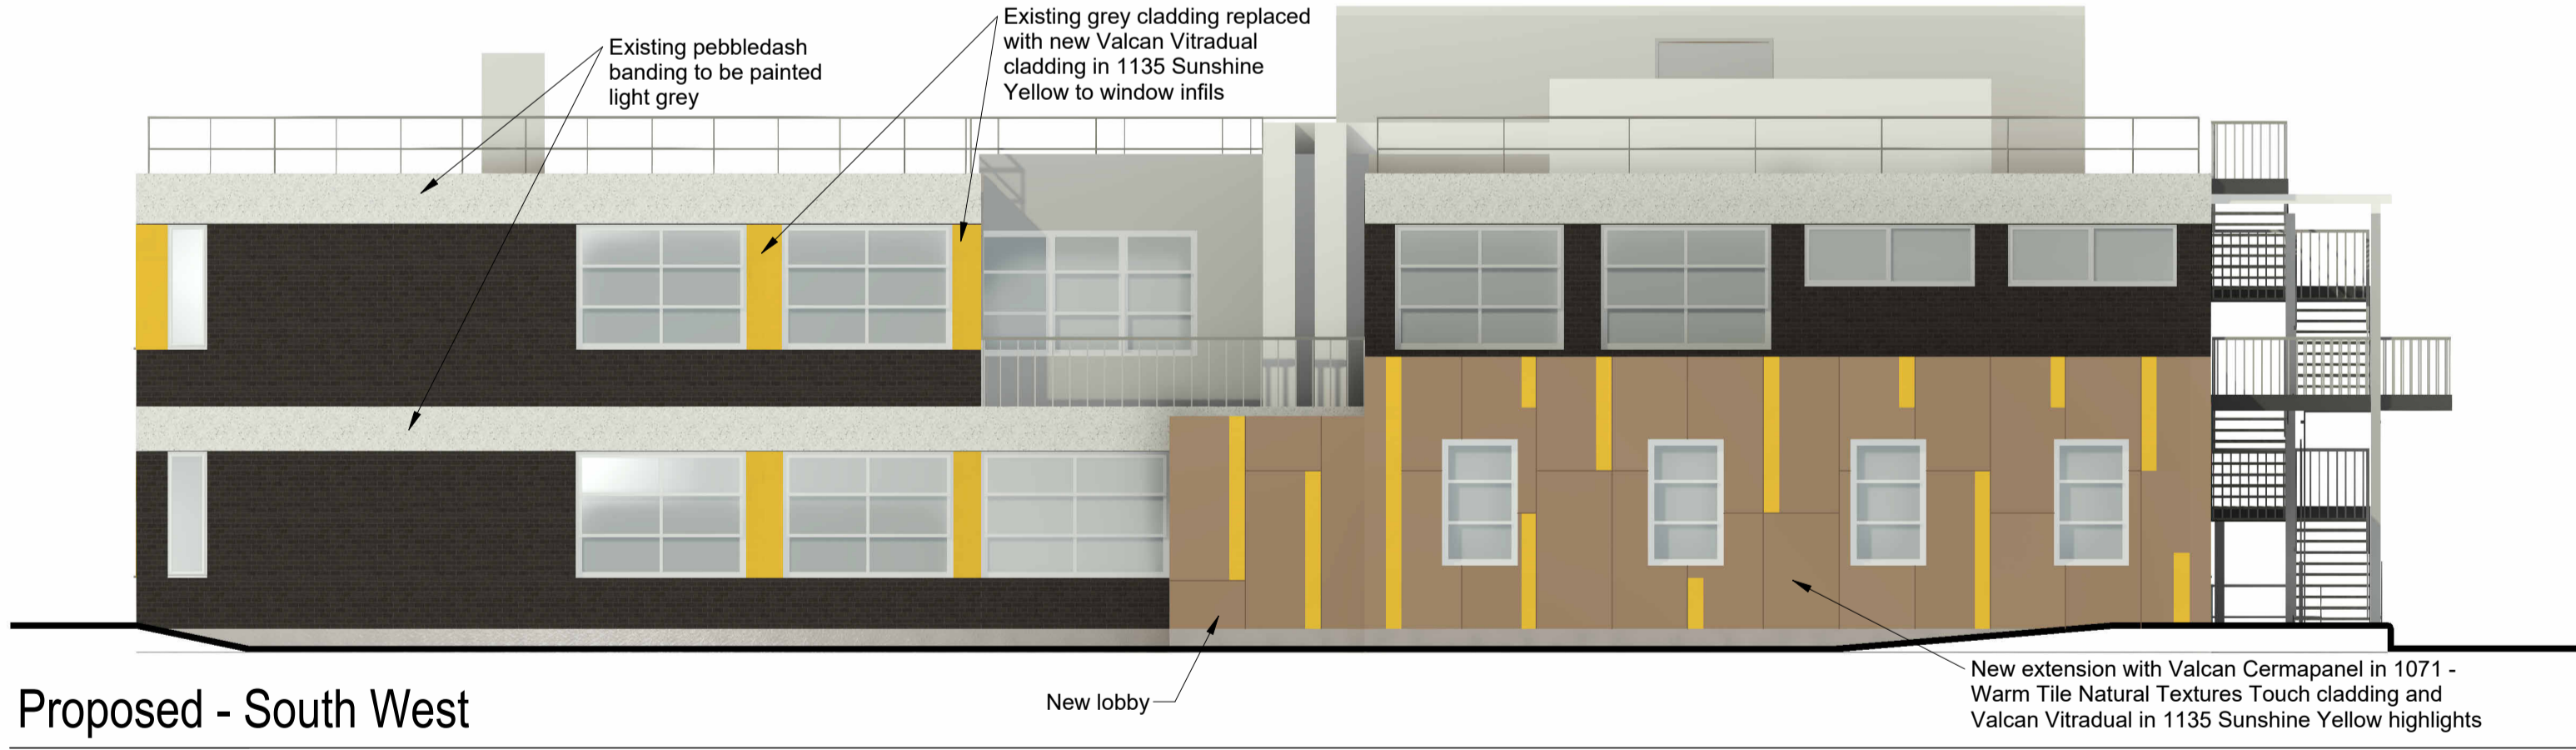 Existing pebbledash
banding to be painted
light grey
Existing grey cladding replaced
with new Valcan Vitradual
cladding in 1135 Sunshine
Yellow to window infils
New lobby
New extension with Valcan Cermapanel in 1071 -
Warm Tile Natural Textures Touch cladding and
Valcan Vitradual in 1135 Sunshine Yellow highlights
Proposed - South West